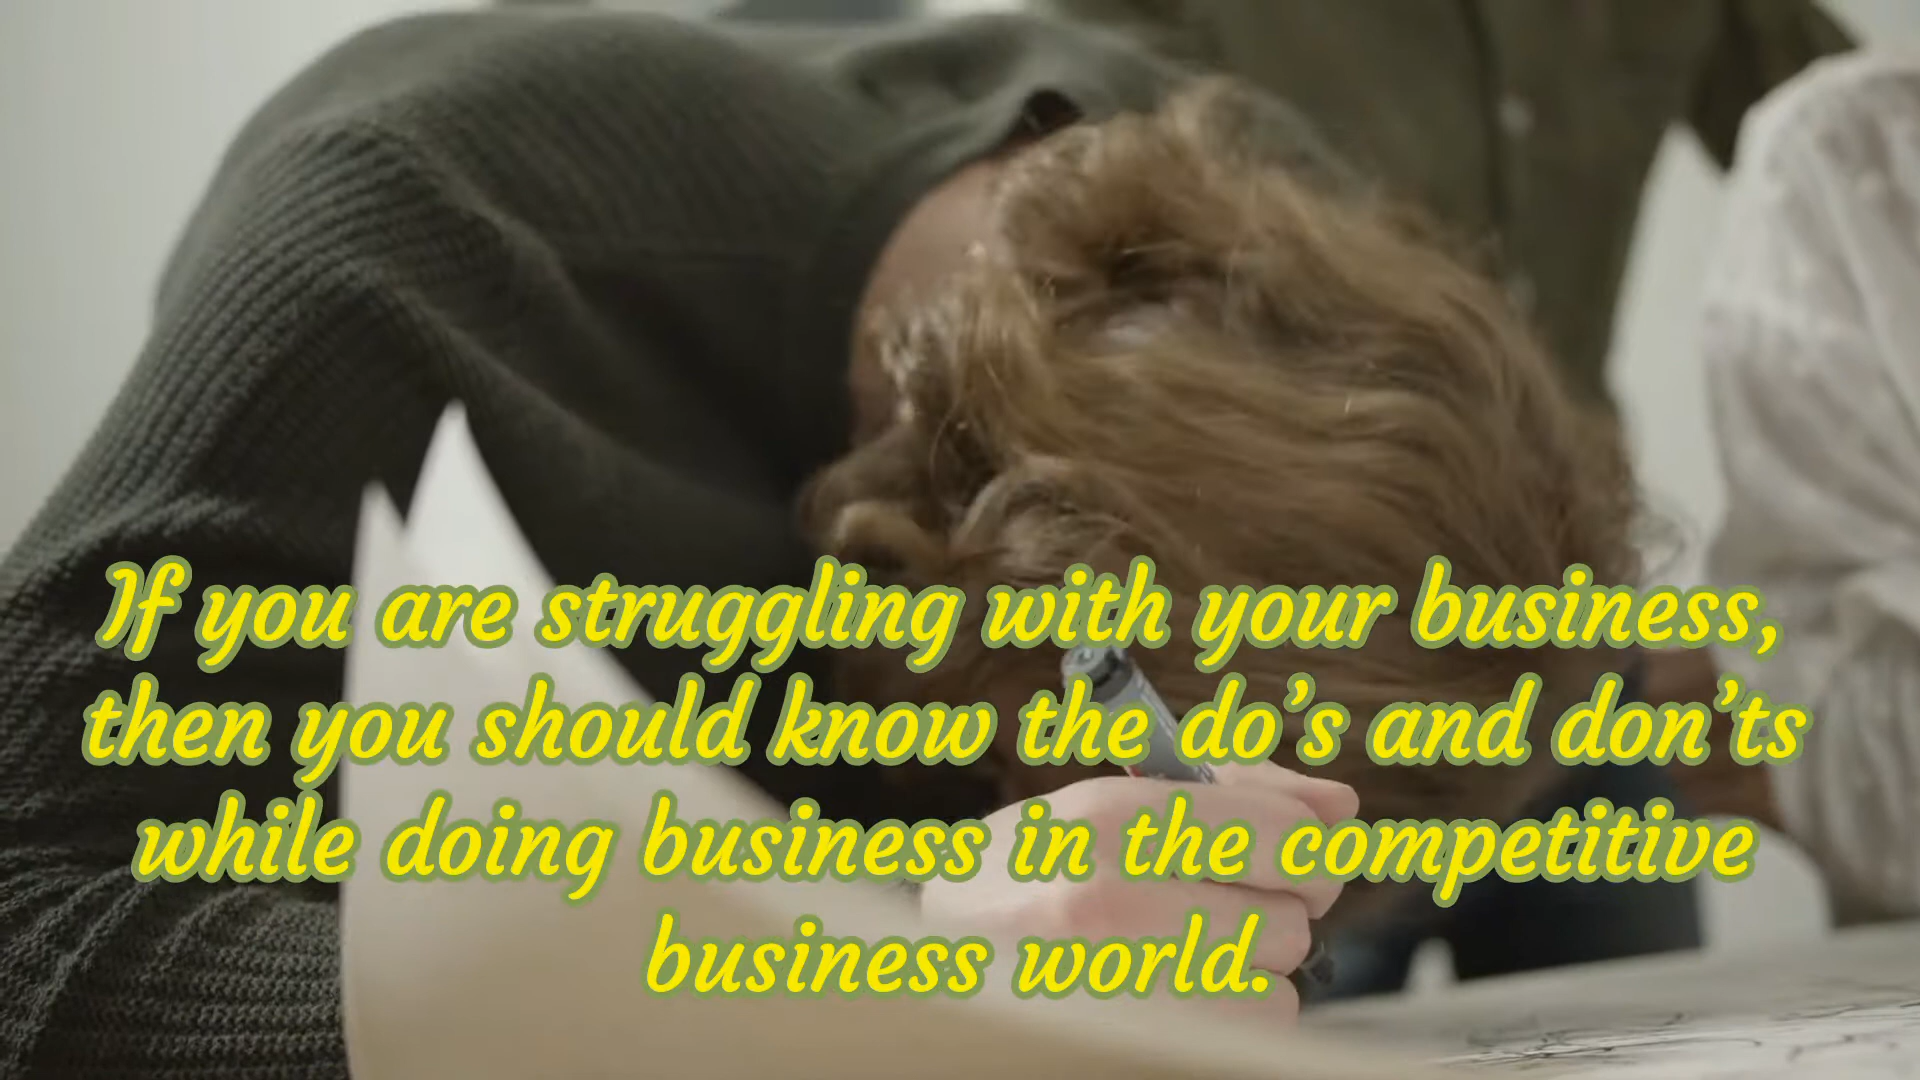 If you are struggling with your business,
then you should know the do’s and don’ts
while doing business in the competitive
business world.